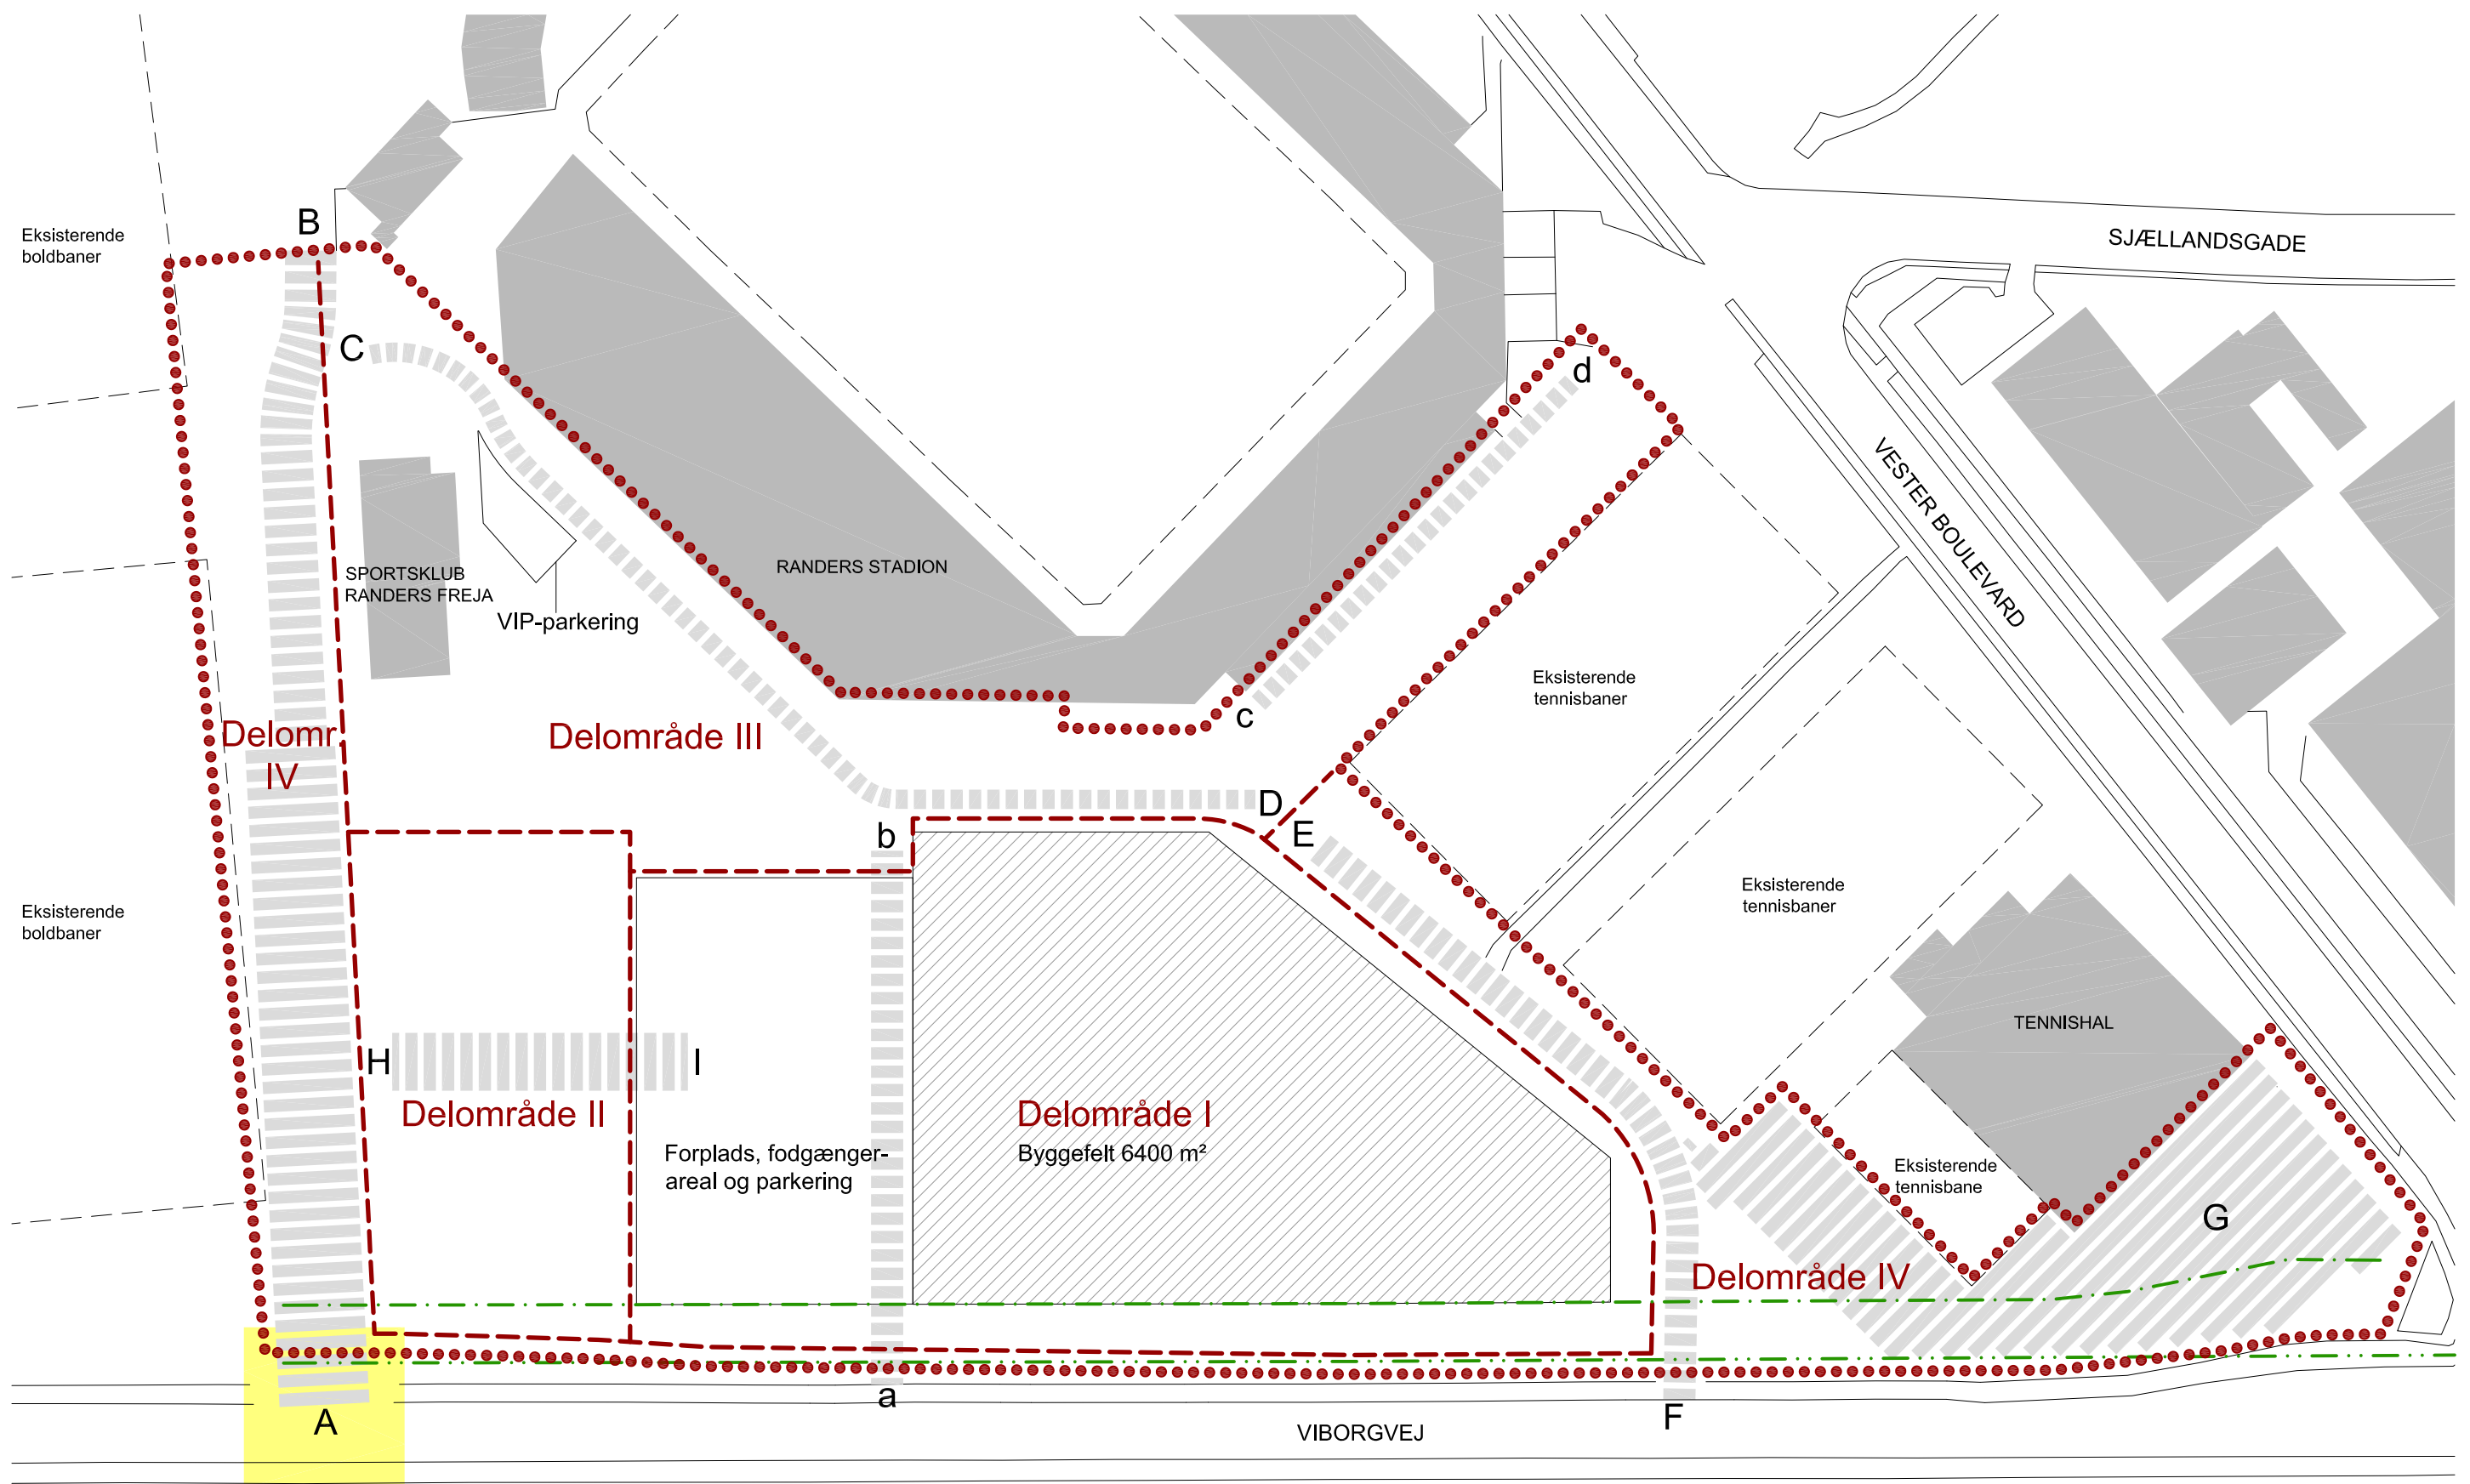 B
Eksisterende
boldbaner
SJÆLLANDSGADE
C
d
VESTER BOULEVARD
RANDERS STADION
SPORTSKLUB
RANDERS FREJA
VIP-parkering
Eksisterende
tennisbaner
c
Delomr
IV
Delområde III
D
E
b
Eksisterende
tennisbaner
Eksisterende
boldbaner
TENNISHAL
H
I
Delområde II
Delområde I
Byggefelt 6400 m²
Forplads, fodgænger-
areal og parkering
Eksisterende
tennisbane
G
Delområde IV
a
A
F
VIBORGVEJ